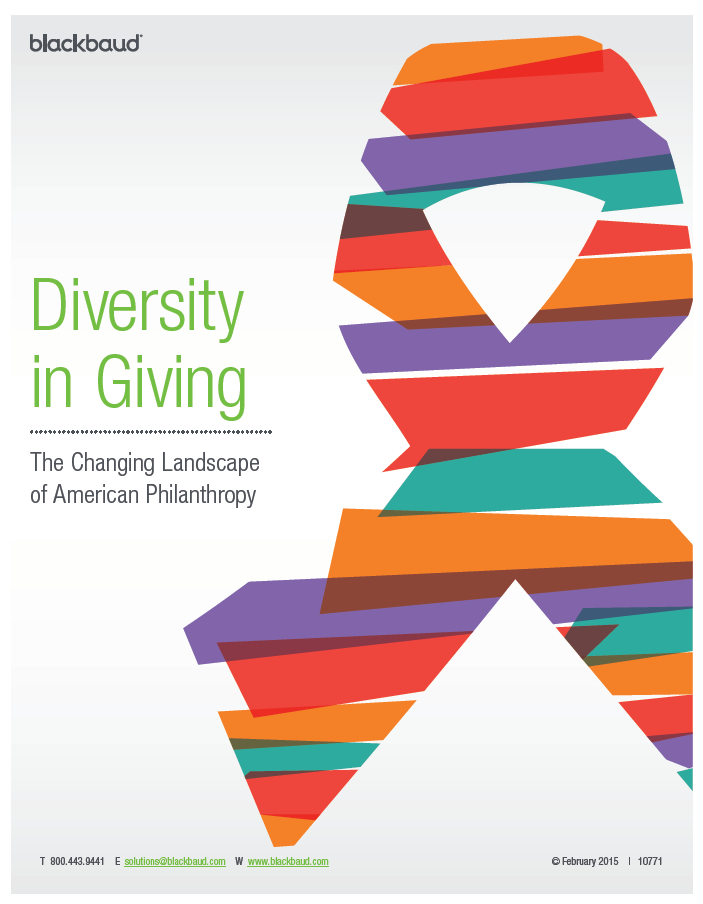 blackbaud®
Diversity
in Giving
The Changing Landscape
of American Philanthropy
T 800.443.9441 E solutions@blackbaud.com W www.blackbaud.com © February 2015 | 10771